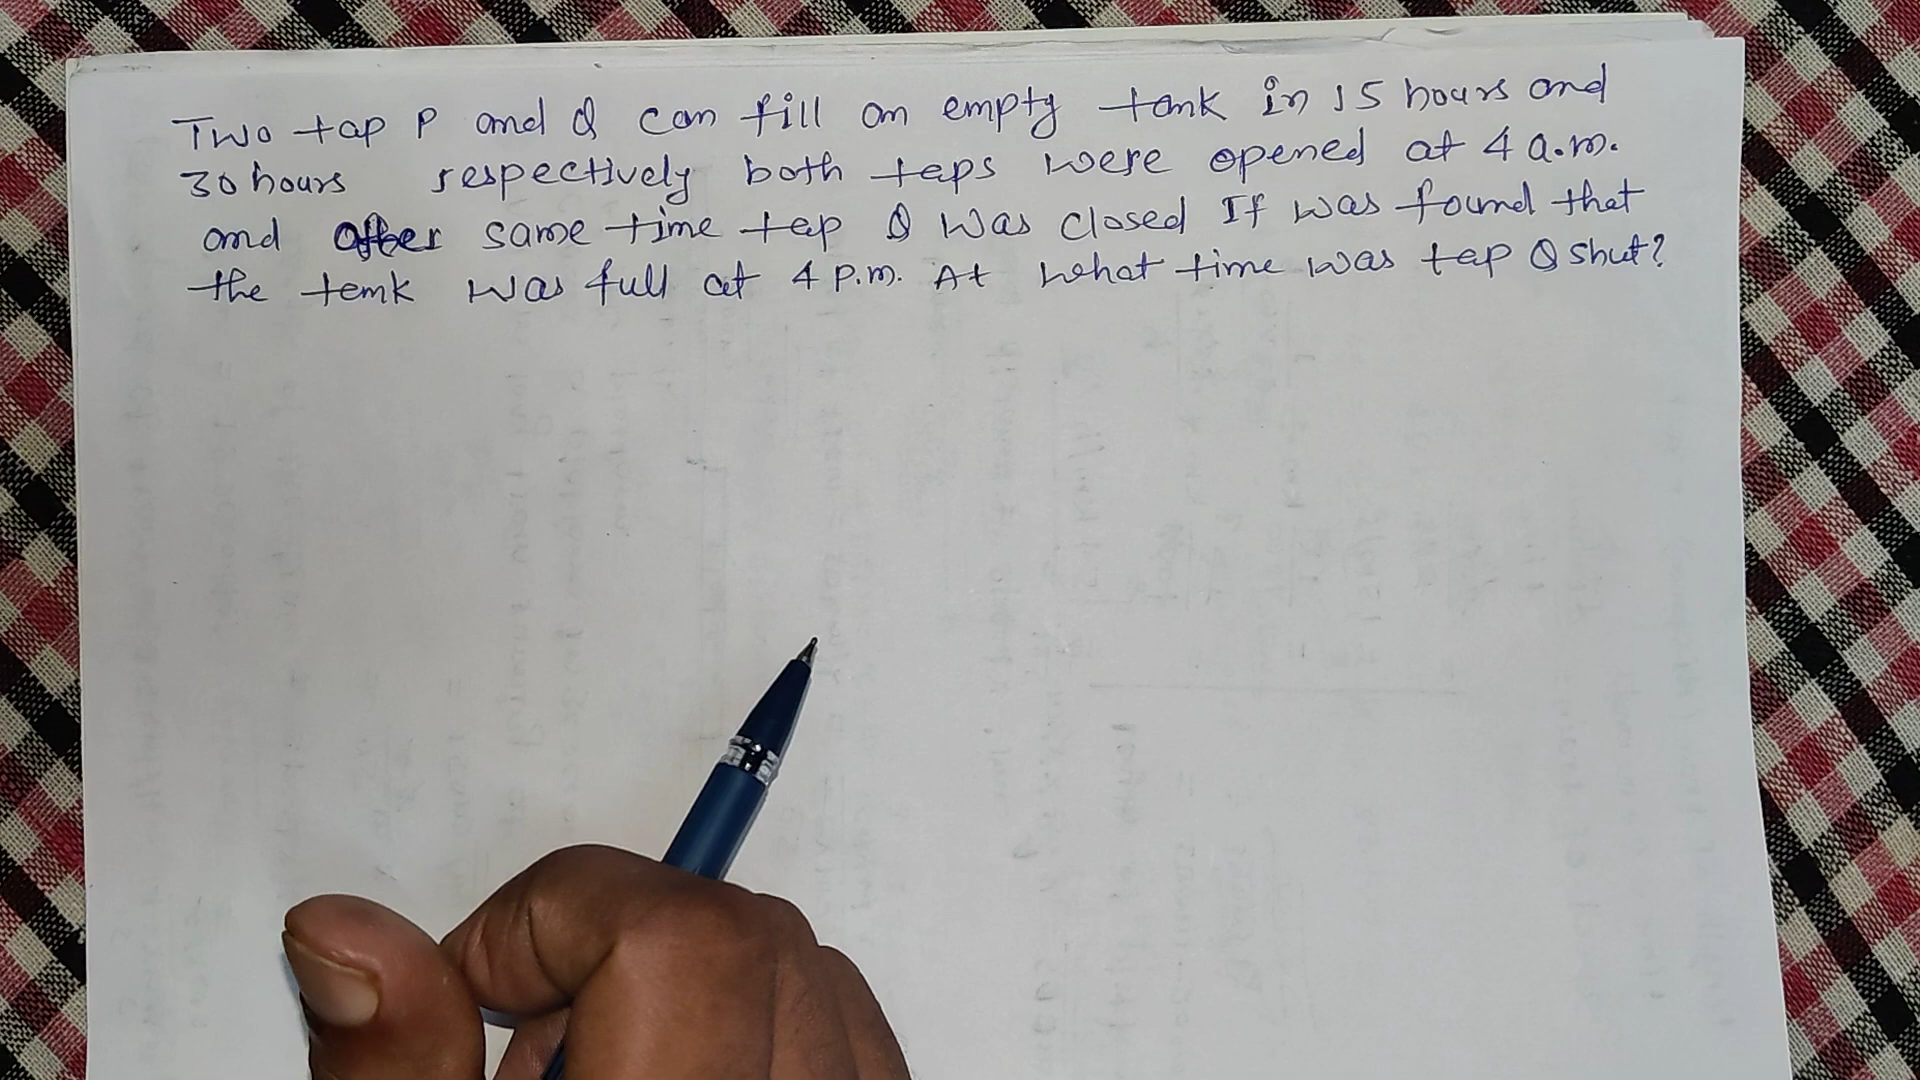 Two tap P and Q can fill an empty tank in 15 hours and
30 hours respectively both taps were opened at 4 a.m.
and after same time tap Q was closed If was found that
the tank was full at 4 P.m. At what time was tap Q shut?